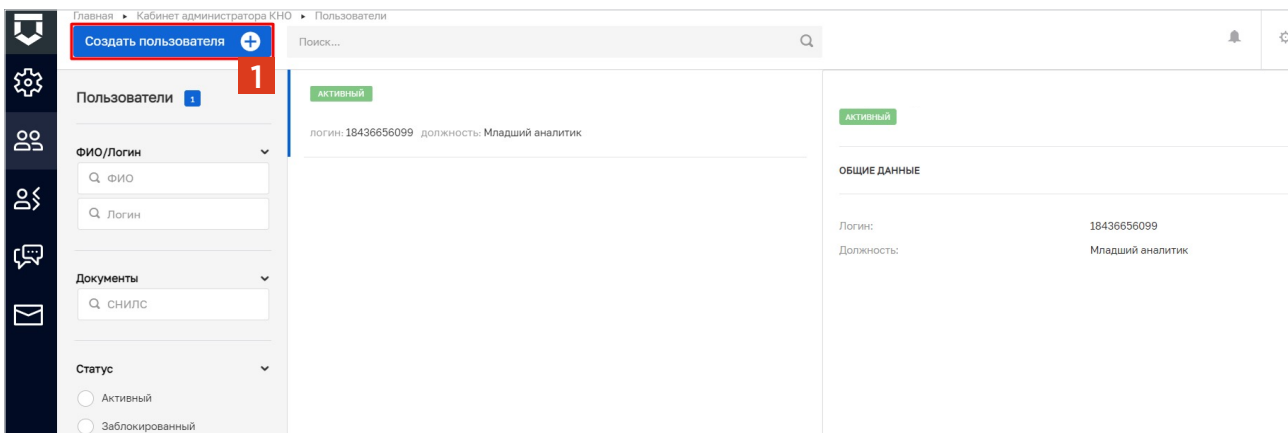 Главная ▸ Кабинет администратора КНО ▸ Пользователи
Создать пользователя
Поиск...
1
Пользователи 1
ФИО/Логин
ФИО
Логин
Документы
СНИЛС
Статус
Активный
Заблокированный
АКТИВНЫЙ
логин: 18436656099 должность: Младший аналитик
АКТИВНЫЙ
ОБЩИЕ ДАННЫЕ
Логин: 18436656099
Должность: Младший аналитик